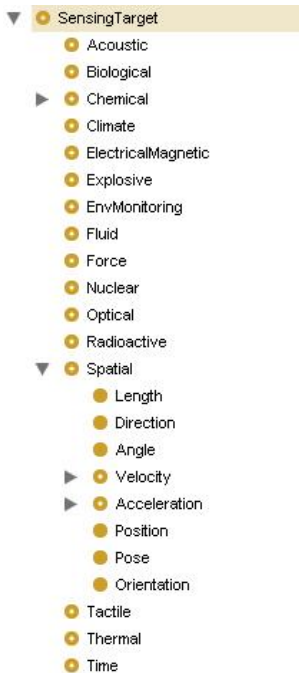 SensingTarget
Acoustic
Biological
Chemical
Climate
ElectricalMagnetic
Explosive
EnvMonitoring
Fluid
Force
Nuclear
Optical
Radioactive
Spatial
Length
Direction
Angle
Velocity
Acceleration
Position
Pose
Orientation
Tactile
Thermal
Time